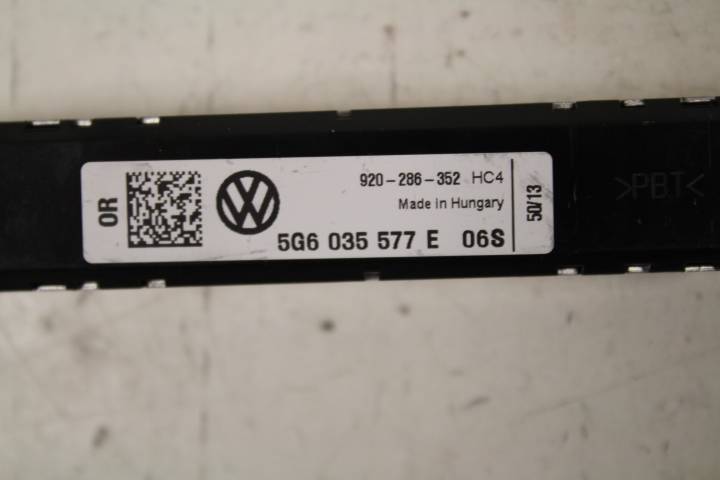 OR
920-286-352 HC4
Made In Hungary
5G6 035 577 E 06S
50/13
>PBT<